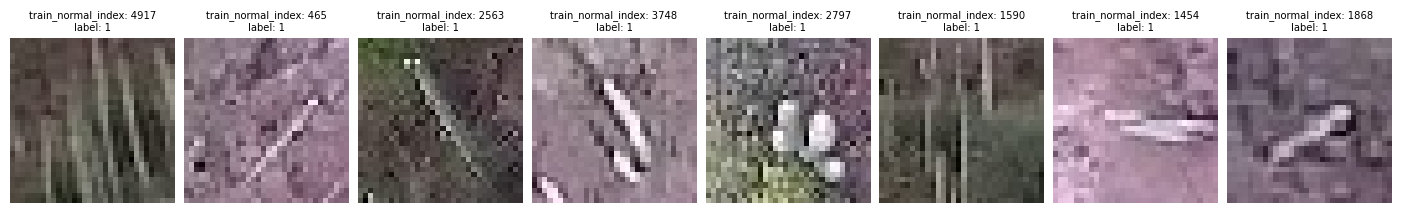 train_normal_index: 4917
label: 1
train_normal_index: 465
label: 1
train_normal_index: 2563
label: 1
train_normal_index: 3748
label: 1
train_normal_index: 2797
label: 1
train_normal_index: 1590
label: 1
train_normal_index: 1454
label: 1
train_normal_index: 1868
label: 1